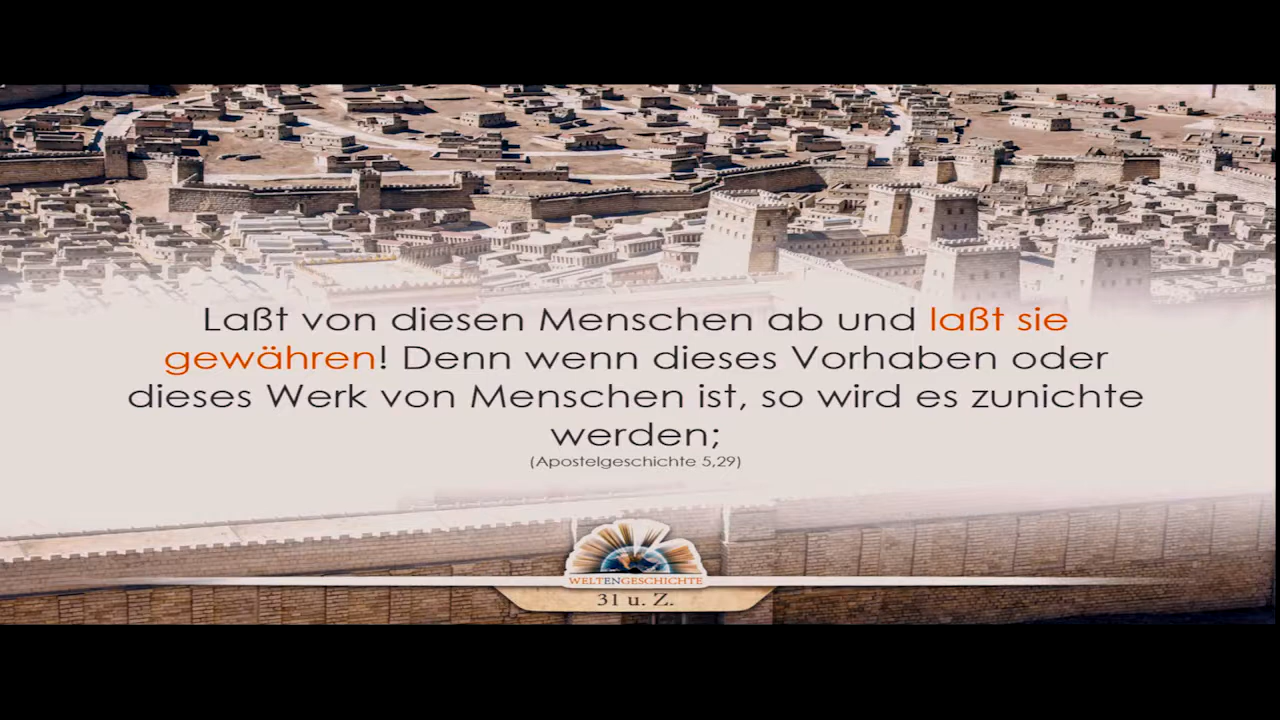 Laßt von diesen Menschen ab und laßt sie
gewähren! Denn wenn dieses Vorhaben oder
dieses Werk von Menschen ist, so wird es zunichte
werden;
(Apostelgeschichte 5,29)
WELTENGESCHICHTE
31 u. Z.